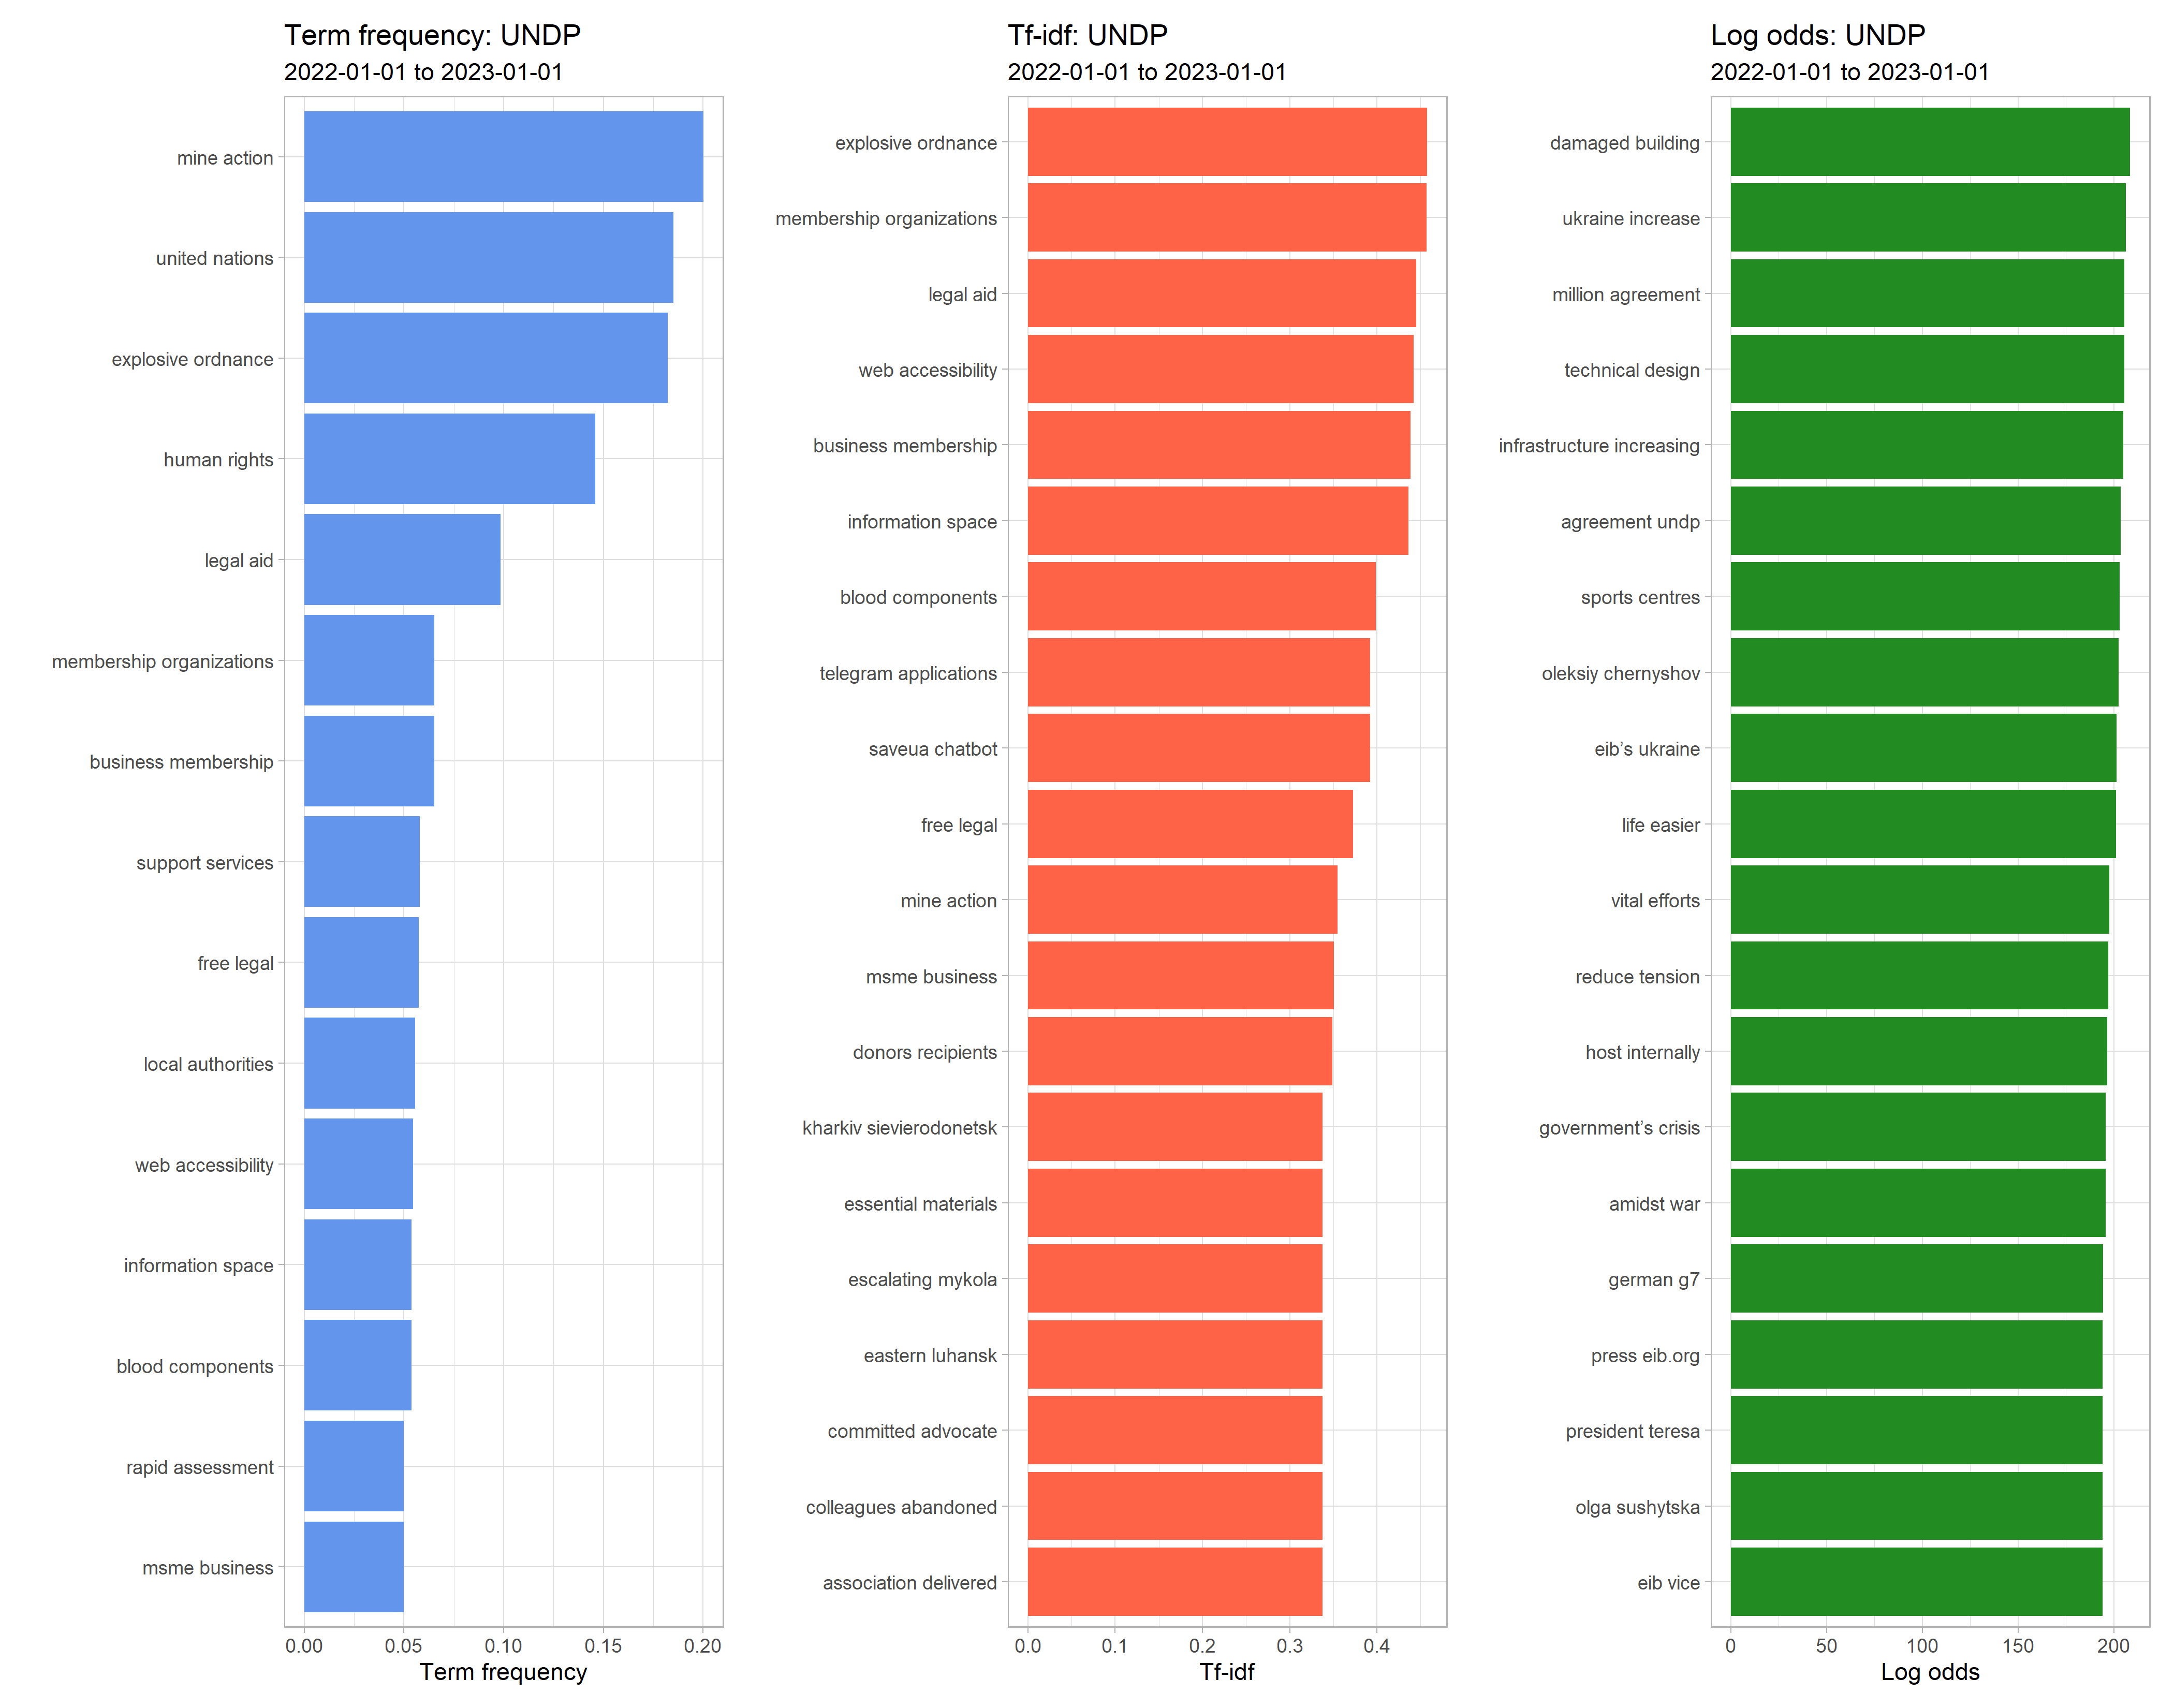 Term frequency: UNDP
2022-01-01 to 2023-01-01
mine action
united nations
explosive ordnance
human rights
legal aid
membership organizations
business membership
support services
free legal
local authorities
web accessibility
information space
blood components
rapid assessment
msme business
0.00 0.05 0.10 0.15 0.20
Term frequency
Tf-idf: UNDP
2022-01-01 to 2023-01-01
explosive ordnance
membership organizations
legal aid
web accessibility
business membership
information space
blood components
telegram applications
saveua chatbot
free legal
mine action
msme business
donors recipients
kharkiv sievierodonetsk
essential materials
escalating mykola
eastern luhansk
committed advocate
colleagues abandoned
association delivered
0.0 0.1 0.2 0.3 0.4
Tf-idf
Log odds: UNDP
2022-01-01 to 2023-01-01
damaged building
ukraine increase
million agreement
technical design
infrastructure increasing
agreement undp
sports centres
oleksiy chernyshov
eib’s ukraine
life easier
vital efforts
reduce tension
host internally
government’s crisis
amidst war
german g7
press eib.org
president teresa
olga sushytska
eib vice
0 50 100 150 200
Log odds